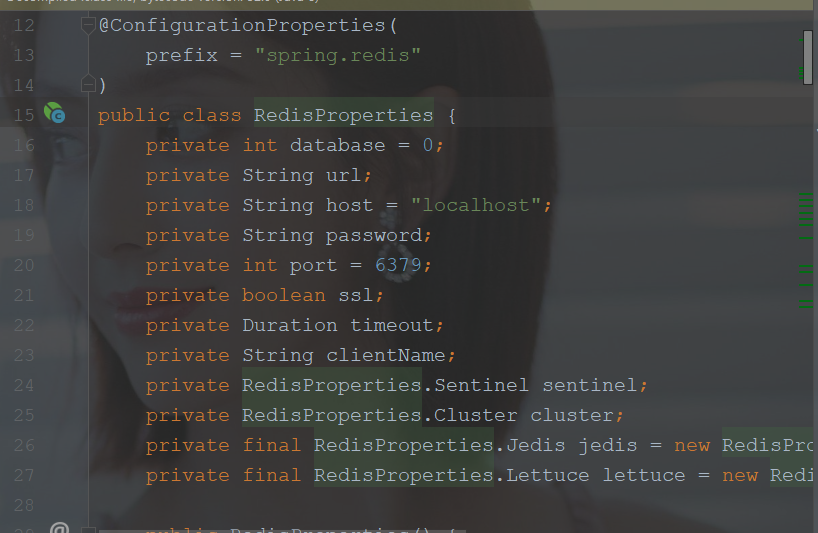 12 @ConfigurationProperties(
13 prefix = "spring.redis"
14 )
15 public class RedisProperties {
16 private int database = 0;
17 private String url;
18 private String host = "localhost";
19 private String password;
20 private int port = 6379;
21 private boolean ssl;
22 private Duration timeout;
23 private String clientName;
24 private RedisProperties.Sentinel sentinel;
25 private RedisProperties.Cluster cluster;
26 private final RedisProperties.Jedis jedis = new RedisPro
27 private final RedisProperties.Lettuce lettuce = new Redi
28
public RedisProperties() {